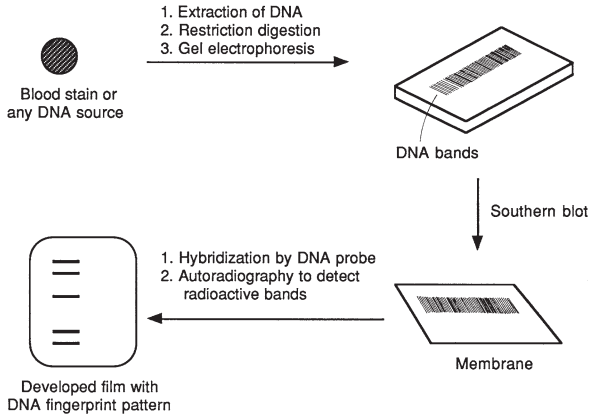 1. Extraction of DNA
2. Restriction digestion
3. Gel electrophoresis
Blood stain or
any DNA source
DNA bands
Southern blot
1. Hybridization by DNA probe
2. Autoradiography to detect
radioactive bands
Membrane
Developed film with
DNA fingerprint pattern